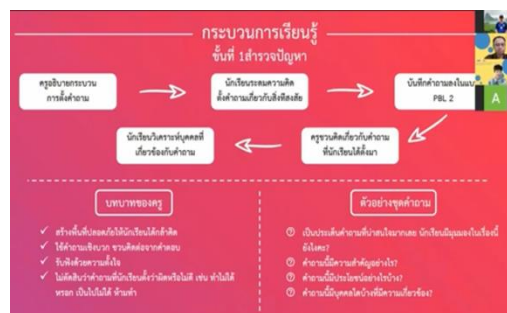 กระบวนการเรียนรู้
ชั้นที่ 1สำรวจปัญหา
ครูอธิบายกระบวน
การตั้งคำถาม
นักเรียนระดมความคิด
ตั้งคำถามเกี่ยวกับสิ่งที่สงสัย
บันทึกคำถามลงในแบ
PBL 2
A
นักเรียนวิเคราะห์บุคคลที่
เกี่ยวข้องกับคำถาม
ครูชวนคิดเกี่ยวกับคำถาม
ที่นักเรียนได้ตั้งมา
บทบาทของครู
สร้างพื้นที่ปลอดภัยให้นักเรียนได้กล้าคิด
ใช้คำถามเชิงบวก ชวนคิดต่อจากคำตอบ
รับฟังด้วยความตั้งใจ
ไม่ตัดสินว่าคำถามที่นักเรียนตั้งว่าผิดหรือไม่ดี เช่น ทำไม่ได้
หรอก เป็นไปไม่ได้ ห้ามทำ
ตัวอย่างชุดคำถาม
เป็นประเด็นคำถามที่น่าสนใจมากเลย นักเรียนมีมุมมองในเรื่องนี้
ยังไงคะ?
คำถามนี้มีความสำคัญอย่างไร?
คำถามนี้มีประโยชน์อย่างไรบ้าง?
คำถามนี้มีบุคคลใดบ้างที่มีความเกี่ยวข้อง?